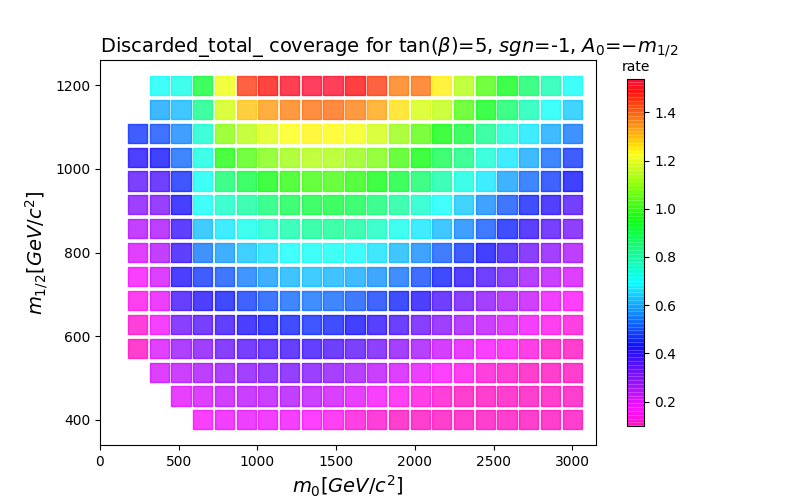 Discarded_total_ coverage for tan(β)=5, sgn=-1, A₀=−m₁/₂
rate
1200
1000
800
600
400
m₁/₂[GeV/c²]
0 500 1000 1500 2000 2500 3000
m₀[GeV/c²]
1.4
1.2
1.0
0.8
0.6
0.4
0.2